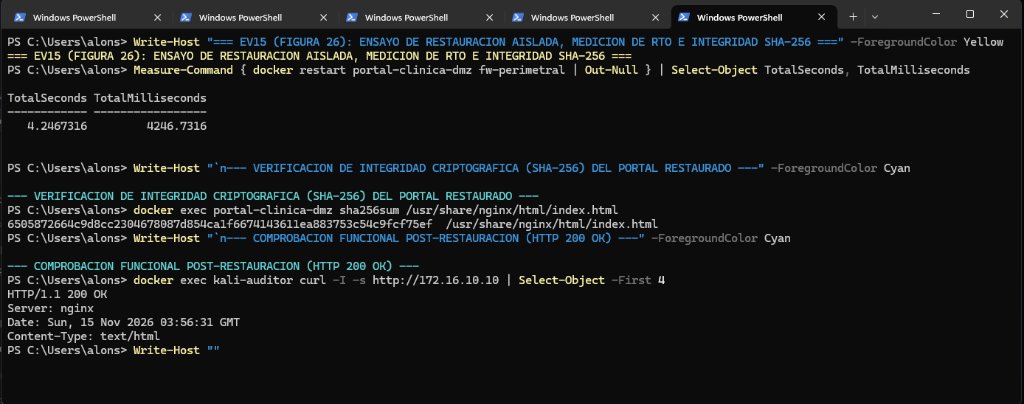 Windows PowerShell
Windows PowerShell
Windows PowerShell
Windows PowerShell
Windows PowerShell
PS C:\Users\alons> Write-Host "=== EV15 (FIGURA 26): ENSAYO DE RESTAURACION AISLADA, MEDICION DE RTO E INTEGRIDAD SHA-256 ===" -ForegroundColor Yellow
=== EV15 (FIGURA 26): ENSAYO DE RESTAURACION AISLADA, MEDICION DE RTO E INTEGRIDAD SHA-256 ===
PS C:\Users\alons> Measure-Command { docker restart portal-clinica-dmz fw-perimetral | Out-Null } | Select-Object TotalSeconds, TotalMilliseconds
TotalSeconds TotalMilliseconds
------------ -----------------
4.2467316 4246.7316
PS C:\Users\alons> Write-Host "`n--- VERIFICACION DE INTEGRIDAD CRIPTOGRAFICA (SHA-256) DEL PORTAL RESTAURADO ---" -ForegroundColor Cyan
--- VERIFICACION DE INTEGRIDAD CRIPTOGRAFICA (SHA-256) DEL PORTAL RESTAURADO ---
PS C:\Users\alons> docker exec portal-clinica-dmz sha256sum /usr/share/nginx/html/index.html
6505872664c9d8cc2304678087d854ca1f6674143611ea883753c54c9fcf75ef  /usr/share/nginx/html/index.html
PS C:\Users\alons> Write-Host "`n--- COMPROBACION FUNCIONAL POST-RESTAURACION (HTTP 200 OK) ---" -ForegroundColor Cyan
--- COMPROBACION FUNCIONAL POST-RESTAURACION (HTTP 200 OK) ---
PS C:\Users\alons> docker exec kali-auditor curl -I -s http://172.16.10.10 | Select-Object -First 4
HTTP/1.1 200 OK
Server: nginx
Date: Sun, 15 Nov 2026 03:56:31 GMT
Content-Type: text/html
PS C:\Users\alons> Write-Host ""